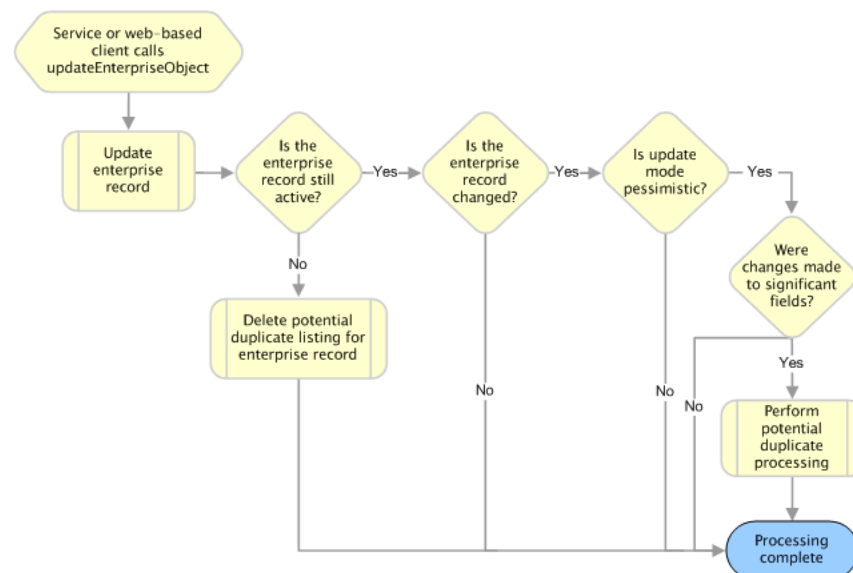 Service or web-based
client calls
updateEnterpriseObject
Update
enterprise
record
Is the
enterprise
record still
active?
Yes
Is the
enterprise
record
changed?
Yes
Is update
mode
pessimistic?
Yes
Were
changes made
to significant
fields?
No
Delete potential
duplicate listing for
enterprise record
No
No
No
Yes
Perform
potential
duplicate
processing
Processing
complete